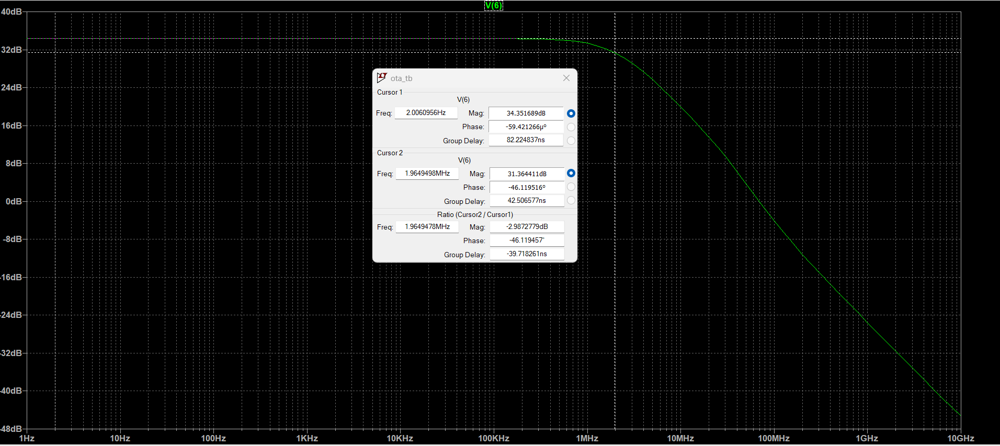 V(6)
40dB
32dB
24dB
16dB
8dB
0dB
-8dB
-16dB
-24dB
-32dB
-40dB
-48dB
ota_tb
Cursor 1
V(6)
Freq: 2.0060956Hz Mag: 34.351689dB
Phase: -59.421266µº
Group Delay: 82.224837ns
Cursor 2
V(6)
Freq: 1.9649498MHz Mag: 31.364411dB
Phase: -46.119516º
Group Delay: 42.506577ns
Ratio (Cursor2 / Cursor1)
Freq: 1.9649478MHz Mag: -2.9872779dB
Phase: -46.119457°
Group Delay: -39.718261ns
1Hz 10Hz 100Hz 1KHz 10KHz 100KHz 1MHz 10MHz 100MHz 1GHz 10GHz